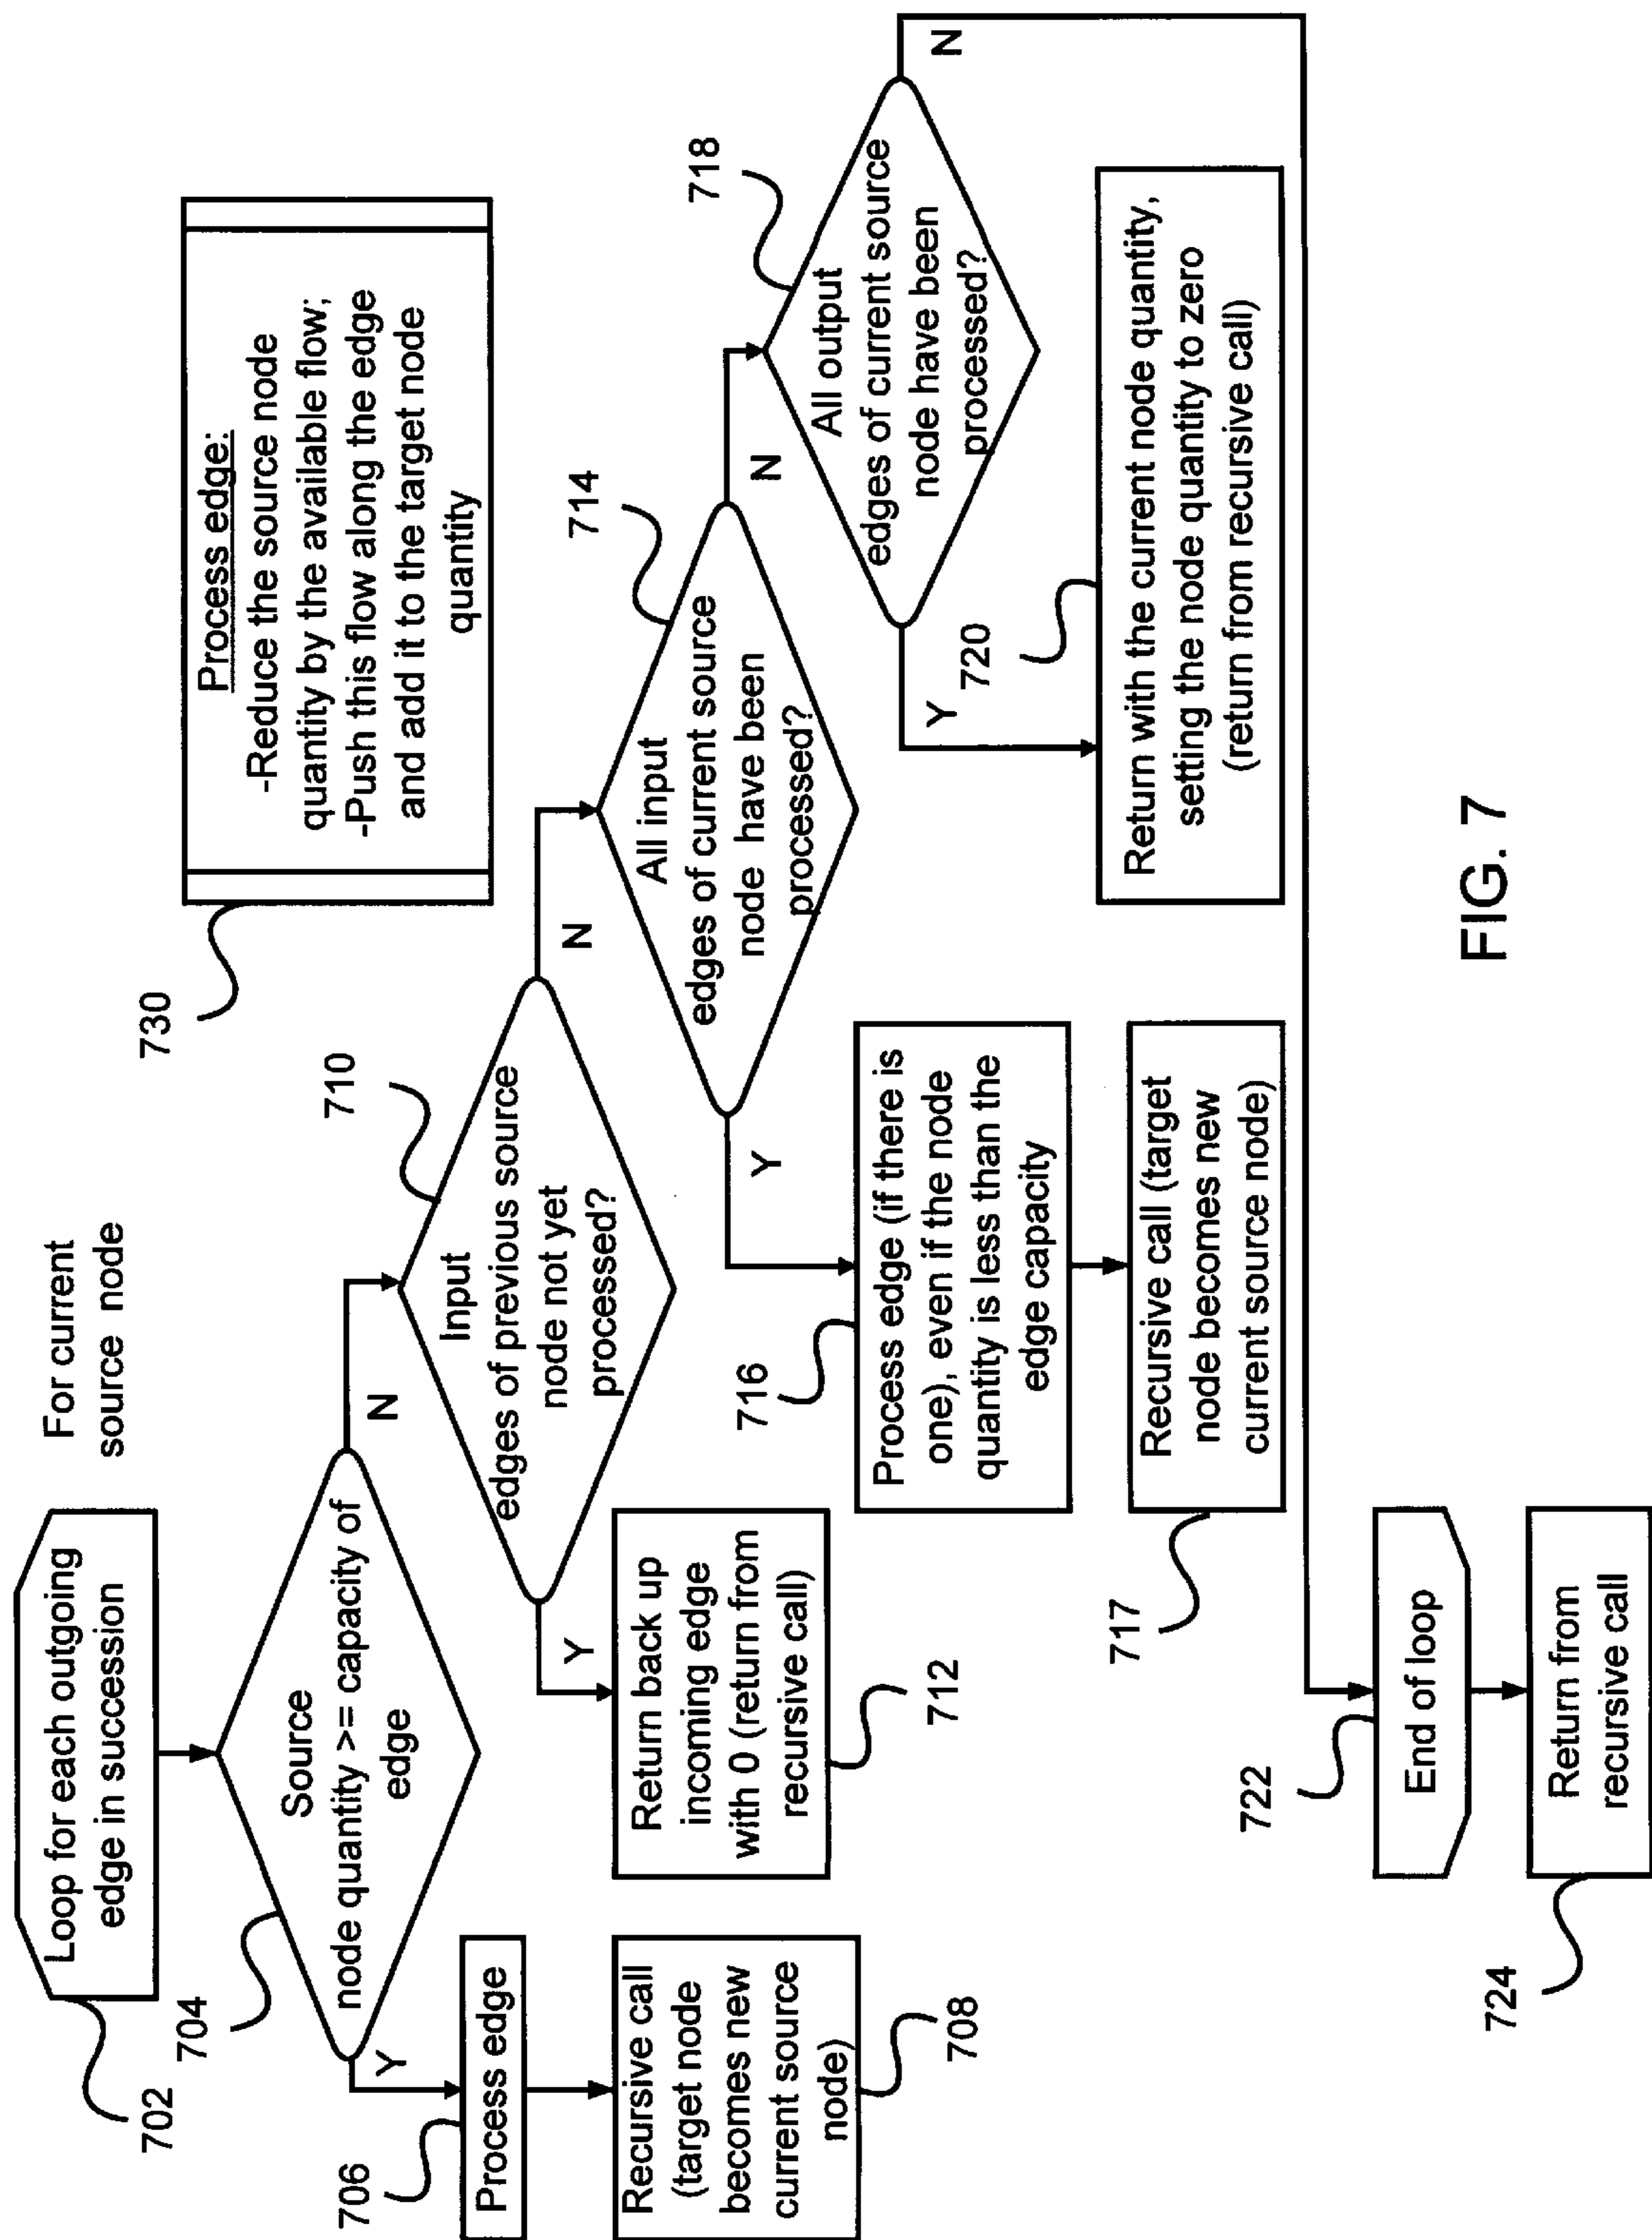 For current
source node
Loop for each outgoing
edge in succession
702
Source
node quantity >= capacity of
edge
704
Y
N
Process edge
706
Recursive call
(target node
becomes new
current source
node)
708
Input
edges of previous source
node not yet
processed?
710
Y
N
Return back up
incoming edge
with 0 (return from
recursive call)
712
All input
edges of current source
node have been
processed?
714
Y
N
Process edge (if there is
one), even if the node
quantity is less than the
edge capacity
716
Recursive call (target
node becomes new
current source node)
717
All output
edges of current source
node have been
processed?
718
Y
N
Return with the current node quantity,
setting the node quantity to zero
(return from recursive call)
720
End of loop
722
Return from
recursive call
724
Process edge:
-Reduce the source node
quantity by the available flow;
-Push this flow along the edge
and add it to the target node
quantity
730
FIG. 7